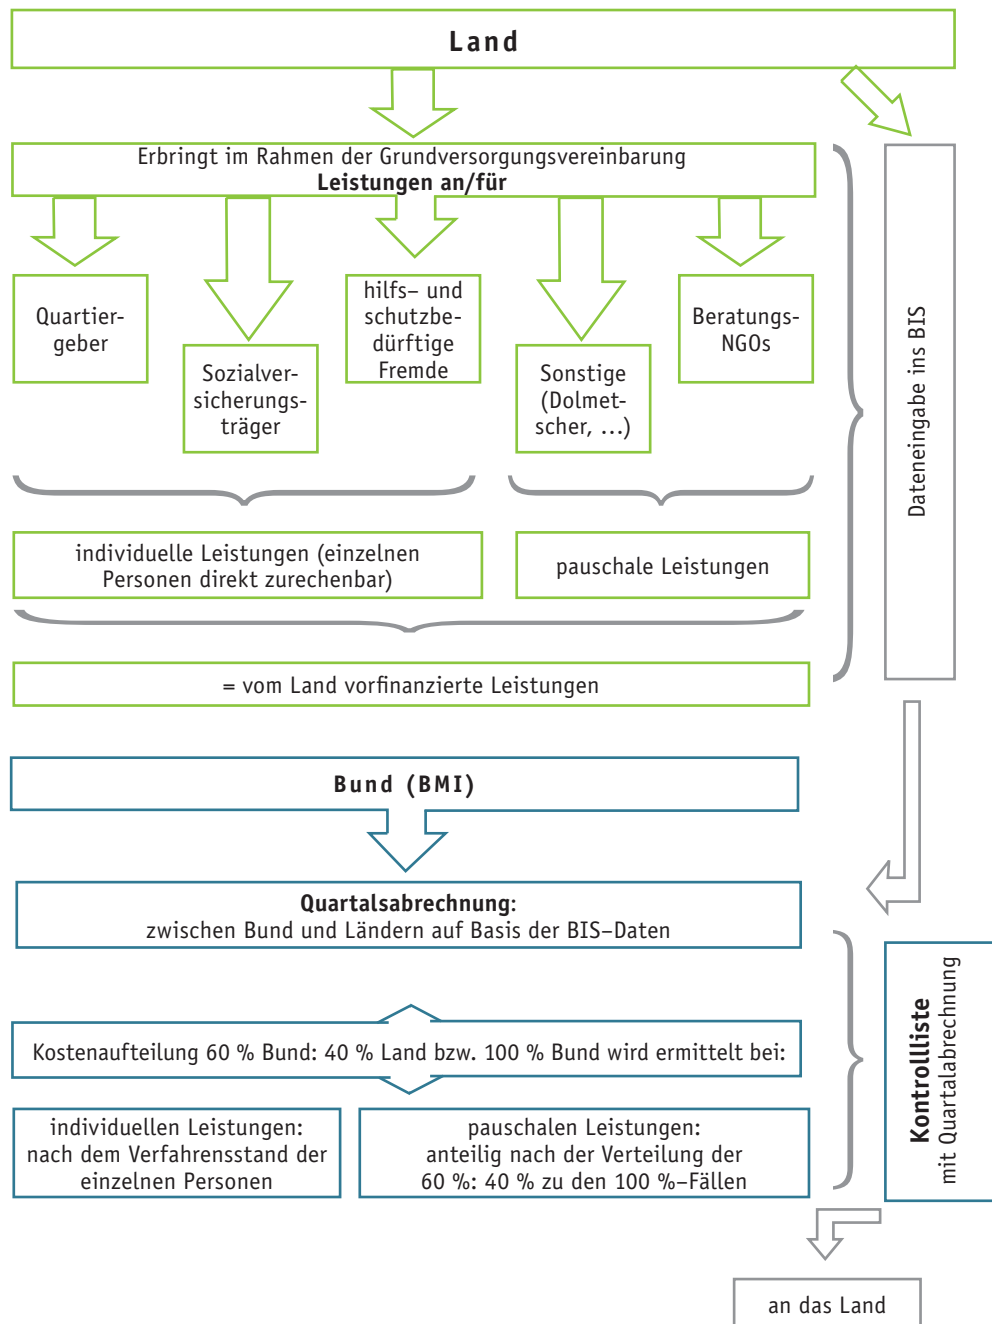 Land
Erbringt im Rahmen der Grundversorgungsvereinbarung
Leistungen an/für
Quartier-
geber
Sozialver-
sicherungs-
träger
hilfs– und
schutzbe-
dürftige
Fremde
Sonstige
(Dolmet-
scher, ...)
Beratungs-
NGOs
Dateneingabe ins BIS
individuelle Leistungen (einzelnen
Personen direkt zurechenbar)
pauschale Leistungen
= vom Land vorfinanzierte Leistungen
Bund (BMI)
Quartalsabrechnung:
zwischen Bund und Ländern auf Basis der BIS–Daten
Kostenaufteilung 60 % Bund: 40 % Land bzw. 100 % Bund wird ermittelt bei:
individuellen Leistungen:
nach dem Verfahrensstand der
einzelnen Personen
pauschalen Leistungen:
anteilig nach der Verteilung der
60 %: 40 % zu den 100 %–Fällen
Kontrollliste
mit Quartalabrechnung
an das Land